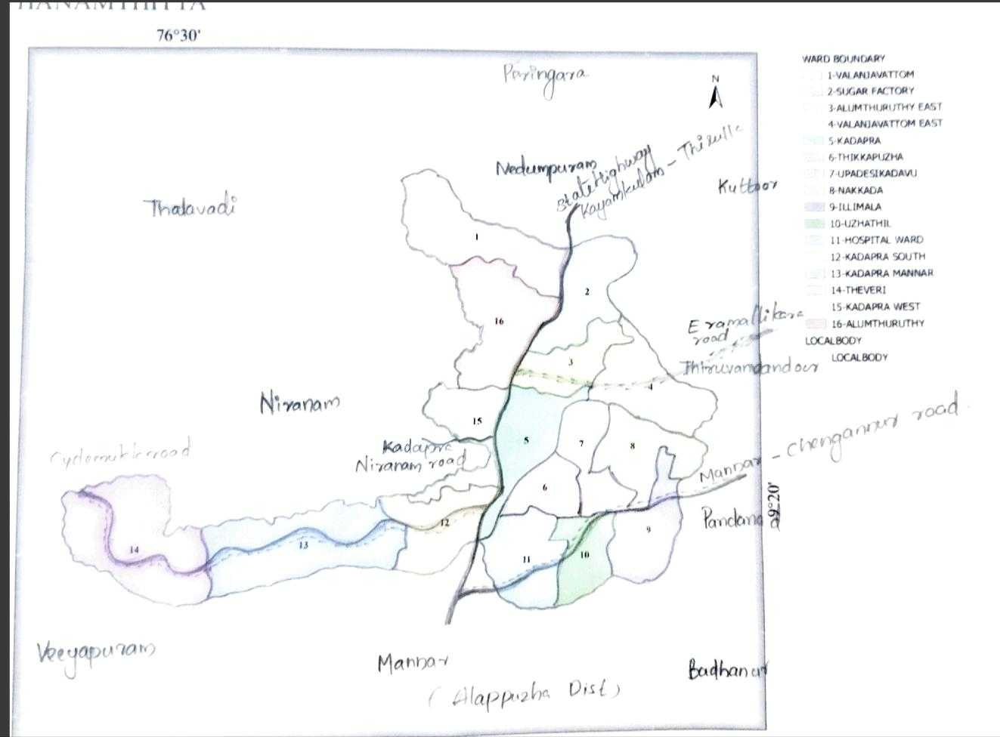 76°30'
Peringara
N
Nedumpuram
State Highway
Kayamkulam - Thirulla
Kuttoor
Thalavadi
1
2
16
3
4
Eramallikara
road
Thiruvandandour
Niranam
15
5
7
8
Kadapra
Niranam road
6
Mannar - Chengannur road
9°20'
Pandand
12
13
14
9
10
11
Veeyapuram
Mannar
(Alappuzha Dist)
Badhanur
WARD BOUNDARY
1-VALANJAVATTOM
2-SUGAR FACTORY
3-ALUMTHURUTHY EAST
4-VALANJAVATTOM EAST
5-KADAPRA
6-THIKKAPUZHA
7-UPADESIKADAVU
8-NAKKADA
9-ILLIMALA
10-UZHATHIL
11-HOSPITAL WARD
12-KADAPRA SOUTH
13-KADAPRA MANNAR
14-THEVERI
15-KADAPRA WEST
16-ALUMTHURUTHY
LOCALBODY
LOCALBODY